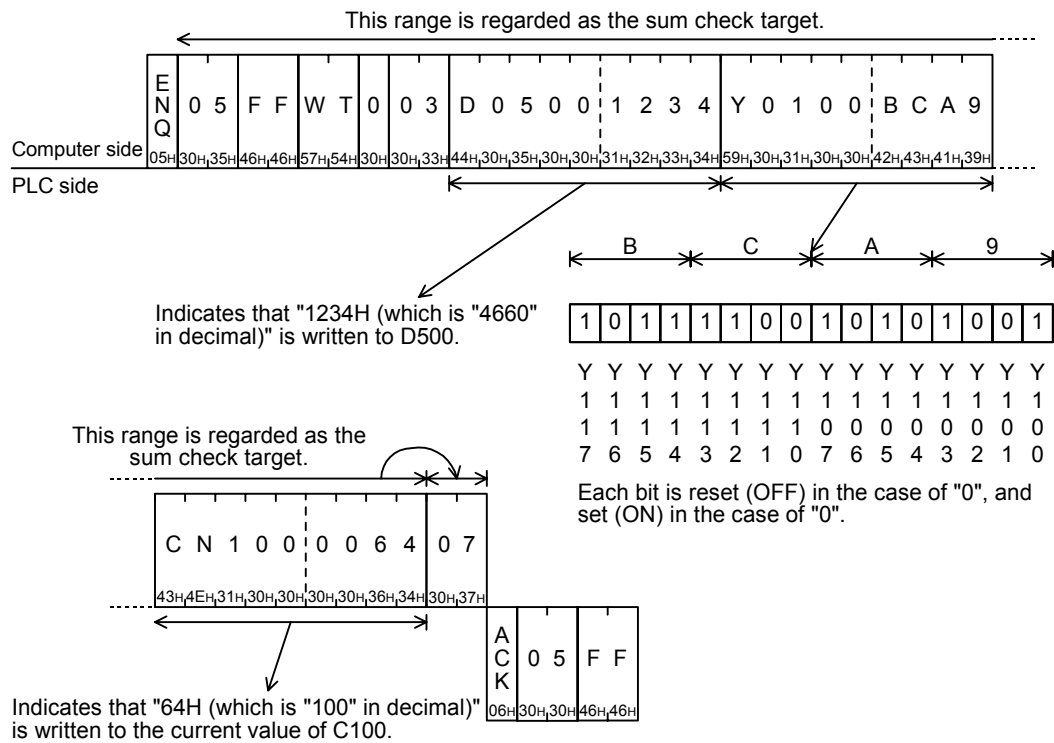 This range is regarded as the sum check target.
E N Q 0 5 F F W T 0 0 3 D 0 5 0 0 1 2 3 4 Y 0 1 0 0 B C A 9
Computer side
05H 30H 35H 46H 46H 57H 54H 30H 30H 33H 44H 30H 35H 30H 30H 31H 32H 33H 34H 59H 30H 31H 30H 30H 42H 43H 41H 39H
PLC side
B C A 9
Indicates that "1234H (which is "4660"
in decimal)" is written to D500.
1 0 1 1 1 1 0 0 1 0 1 0 1 0 0 1
Y Y Y Y Y Y Y Y Y Y Y Y Y Y Y Y
1 1 1 1 1 1 1 1 1 1 1 1 1 1 1 1
1 1 1 1 1 1 1 1 0 0 0 0 0 0 0 0
7 6 5 4 3 2 1 0 7 6 5 4 3 2 1 0
Each bit is reset (OFF) in the case of "0", and
set (ON) in the case of "0".
This range is regarded as the
sum check target.
C N 1 0 0 0 0 6 4 0 7
43H 4EH 31H 30H 30H 30H 30H 36H 34H 30H 37H
A C K 0 5 F F
06H 30H 30H 46H 46H
Indicates that "64H (which is "100" in decimal)"
is written to the current value of C100.